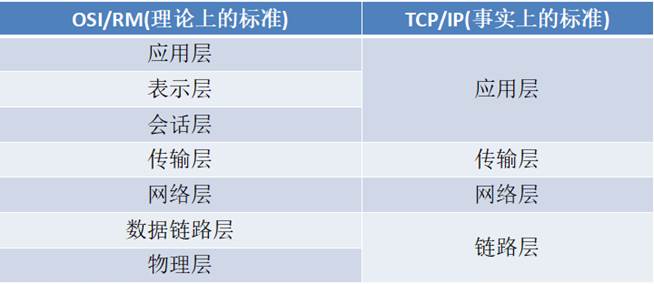 OSI/RM(理论上的标准) TCP/IP(事实上的标准)
应用层
表示层 应用层
会话层
传输层 传输层
网络层 网络层
数据链路层
链路层
物理层